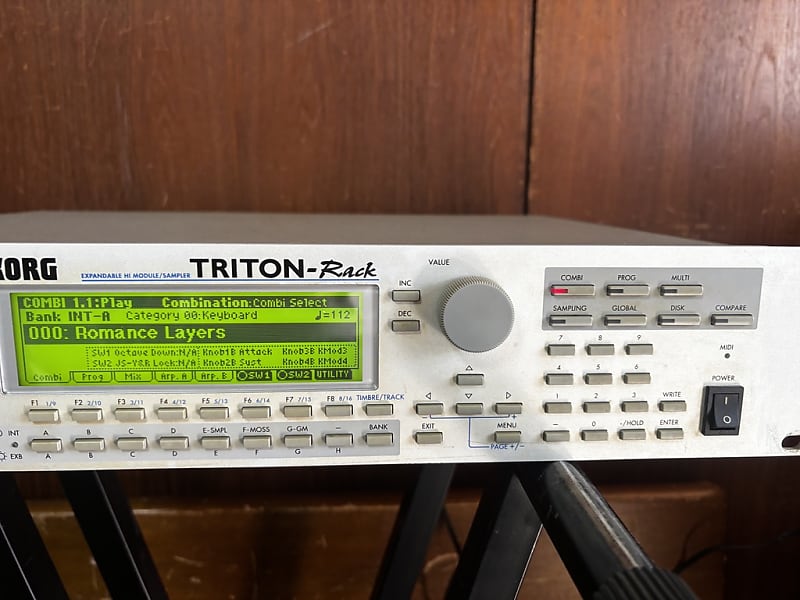 KORG EXPANDABLE HI MODULE/SAMPLER TRITON-Rack
VALUE
INC
DEC
COMBI 1.1:Play Combination:Combi Select
Bank INT-A Category 00:Keyboard ♩=112
000: Romance Layers
SW1 Octave Down:N/A Knob1B Attack Knob3B KMod3
SW2 JS-Y&R Lock:N/A Knob2B Sust Knob4B KMod4
Combi Prog Mix Arp. A Arp. B SW1 SW2 UTILITY
F1 1/9 F2 2/10 F3 3/11 F4 4/12 F5 5/13 F6 6/14 F7 7/15 F8 8/16 TIMBRE/TRACK
INT A B C D E-SMPL F-MOSS G-GM – BANK
EXB A B C D E F G H
EXIT
MENU
PAGE +/–
COMBI PROG MULTI
SAMPLING GLOBAL DISK COMPARE
7 8 9
4 5 6
1 2 3 WRITE
– 0 ·/HOLD ENTER
MIDI
POWER
I
O